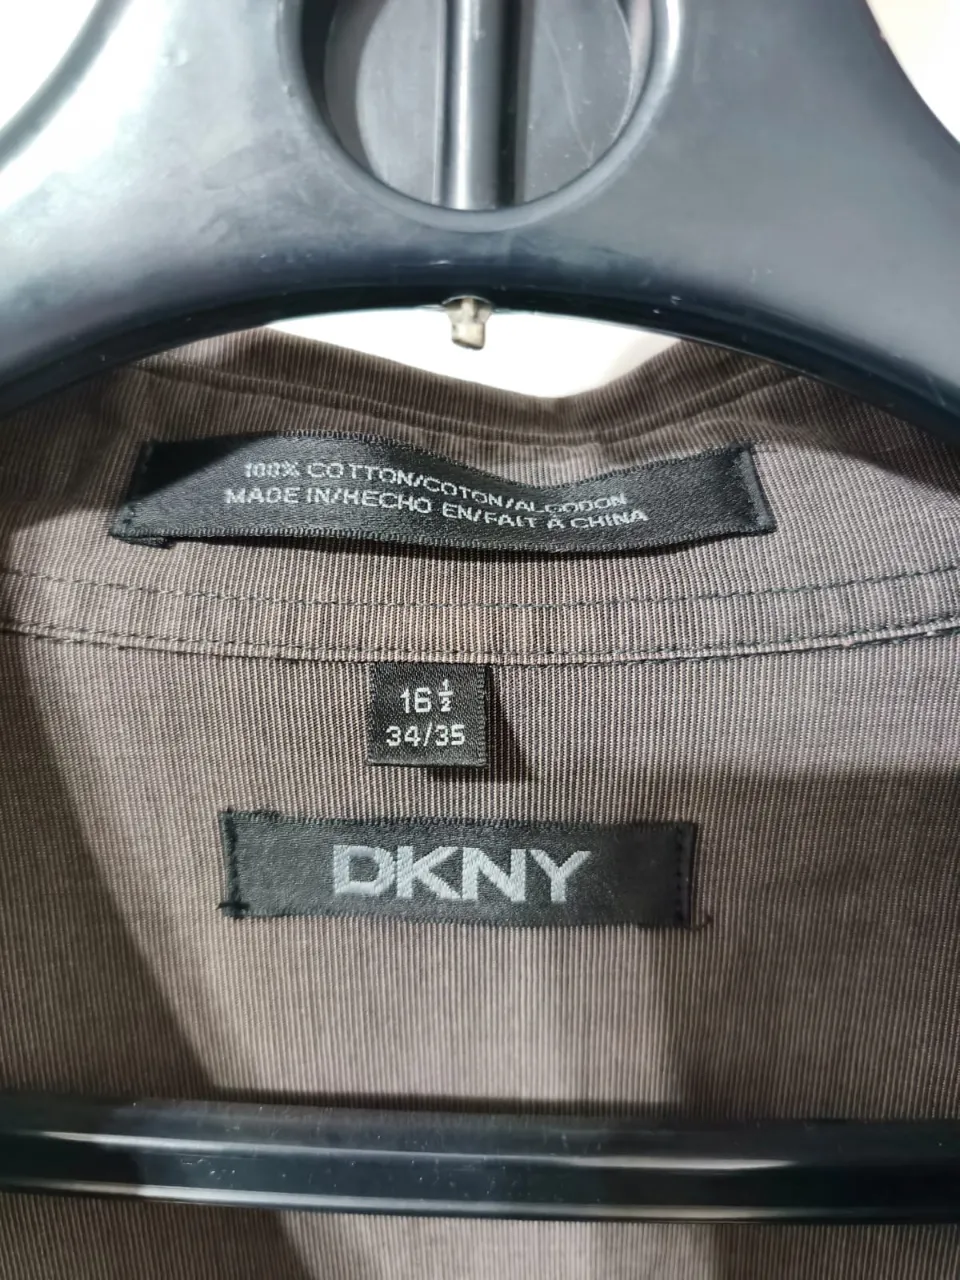 100% COTTON/COTON/ALGODON
MADE IN/HECHO EN/FAIT À CHINA
16 ½
34/35
DKNY